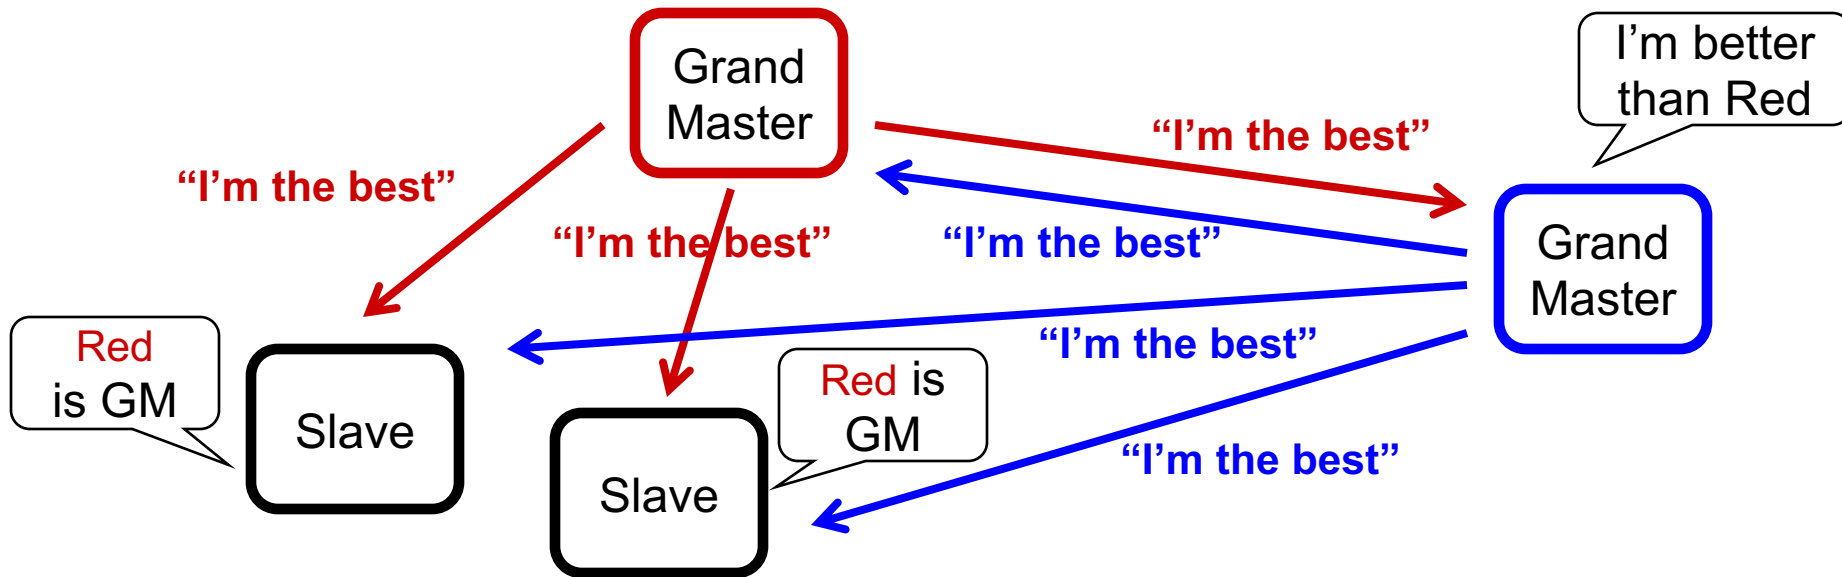 Grand
Master
I’m better
than Red
“I’m the best”
“I’m the best”
“I’m the best”
“I’m the best”
Grand
Master
Red
is GM
Slave
“I’m the best”
Red is
GM
Slave
“I’m the best”